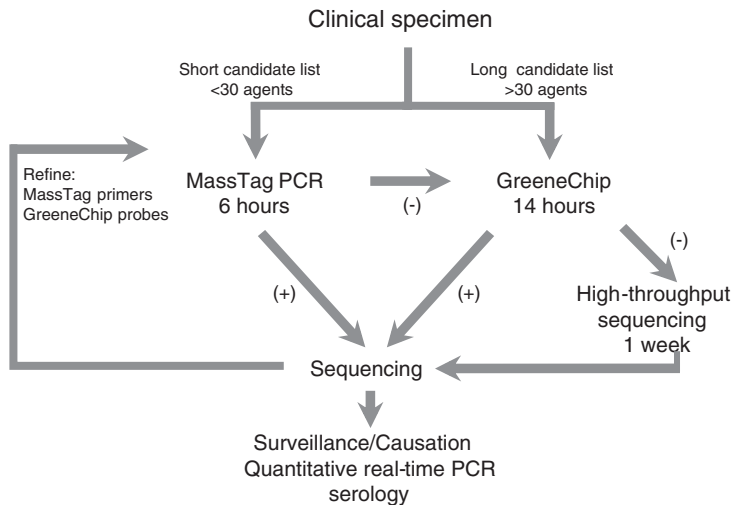 Clinical specimen
Short candidate list
<30 agents
Long candidate list
>30 agents
Refine:
MassTag primers
GreeneChip probes
MassTag PCR
6 hours
(-)
GreeneChip
14 hours
(-)
(+)
(+)
High-throughput
sequencing
1 week
Sequencing
Surveillance/Causation
Quantitative real-time PCR
serology